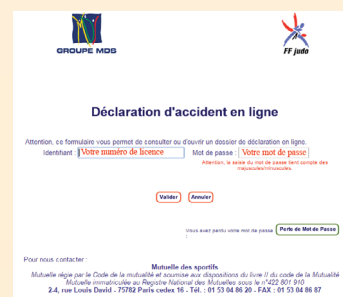 GROUPE MDS
FF judo
Déclaration d'accident en ligne
Attention, ce formulaire vous permet de consulter ou d'ouvrir un dossier de déclaration en ligne.
Identifiant : Votre numéro de licence Mot de passe : Votre mot de passe
Attention, la saisie du mot de passe tient compte des
majuscules/minuscules.
Valider Annuler
Vous avez perdu votre mot de passe : Perte de Mot de Passe
Pour nous contacter :
Mutuelle des sportifs
Mutuelle régie par le Code de la mutualité et soumise aux dispositions du livre II du code de la Mutualité
Mutuelle immatriculée au Registre National des Mutuelles sous le n°422 801 910
2-4, rue Louis David - 75782 Paris cedex 16 - Tél. : 01 53 04 86 20 - FAX : 01 53 04 86 87